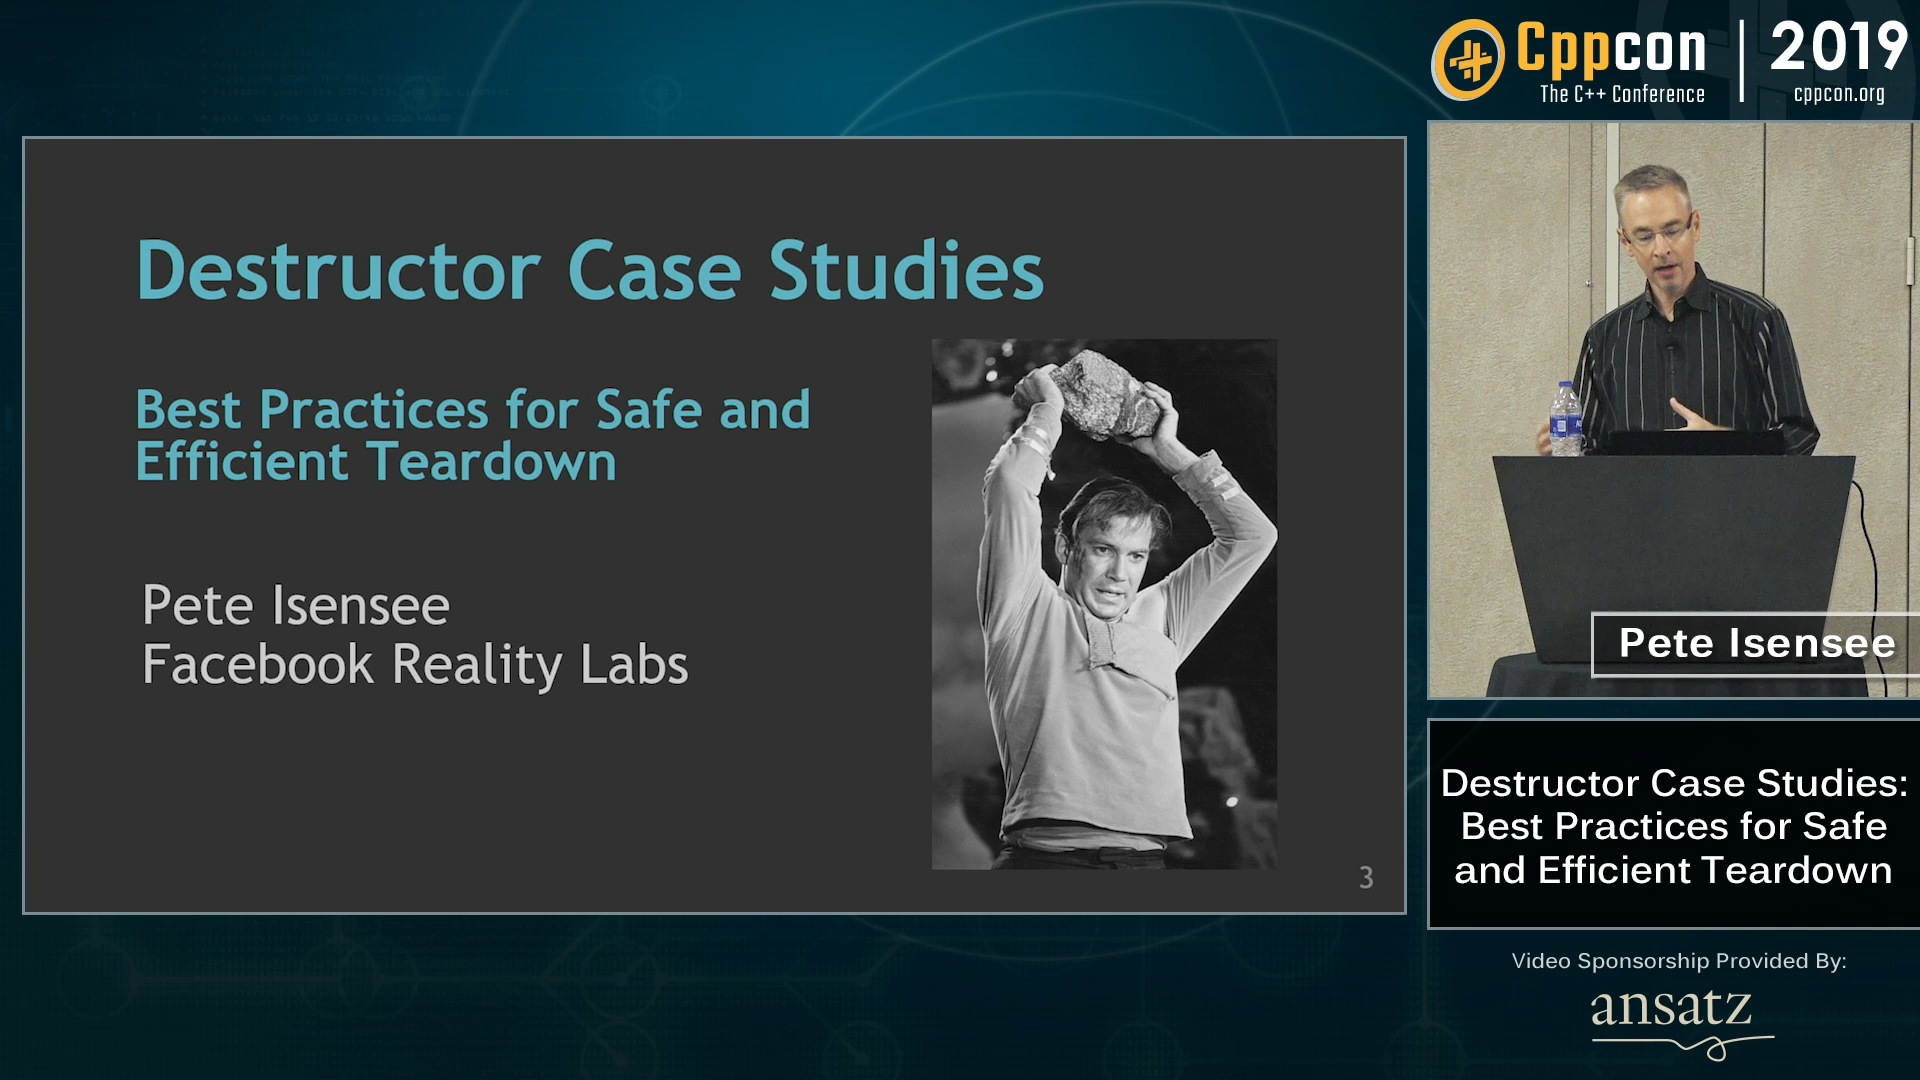 Cppcon
The C++ Conference
2019
cppcon.org
Destructor Case Studies
Best Practices for Safe and
Efficient Teardown
Pete Isensee
Facebook Reality Labs
3
Pete Isensee
Destructor Case Studies:
Best Practices for Safe
and Efficient Teardown
Video Sponsorship Provided By:
ansatz